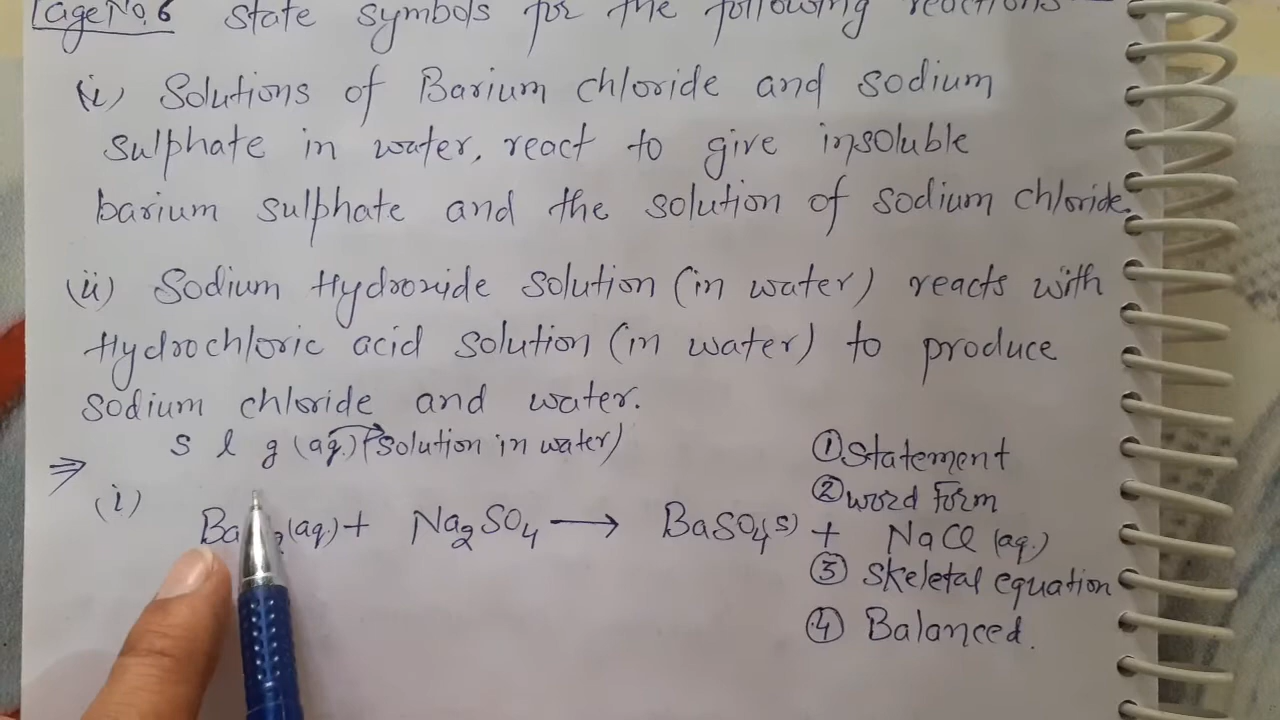 Page No. 6 State symbols for the following reactions
(i) Solutions of Barium chloride and sodium
sulphate in water, react to give insoluble
barium sulphate and the solution of sodium chloride.
(ii) Sodium Hydroxide solution (in water) reacts with
Hydrochloric acid solution (in water) to produce
sodium chloride and water.
s l g (aq.) → (solution in water)
⇒
(i)
Ba (aq.) + Na₂SO₄ → BaSO₄(s) + NaCl (aq.)
① Statement
② word form
③ Skeletal equation
④ Balanced.